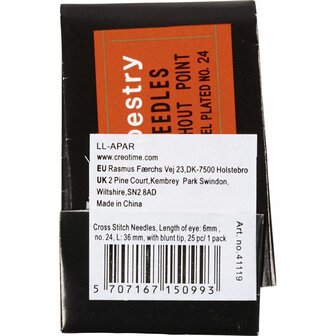 pestry
EEDLES
HOUT POINT
EL PLATED NO. 24
LL-APAR
www.creotime.com
EU Rasmus Færchs Vej 23,DK-7500 Holstebro
UK 2 Pine Court,Kembrey Park Swindon,
Wiltshire,SN2 8AD
Made in China
Cross Stitch Needles, Length of eye: 6mm ,
no. 24, L: 36 mm, with blunt tip, 25 pc/ 1 pack
5 707167 150993
Art. no. 41119